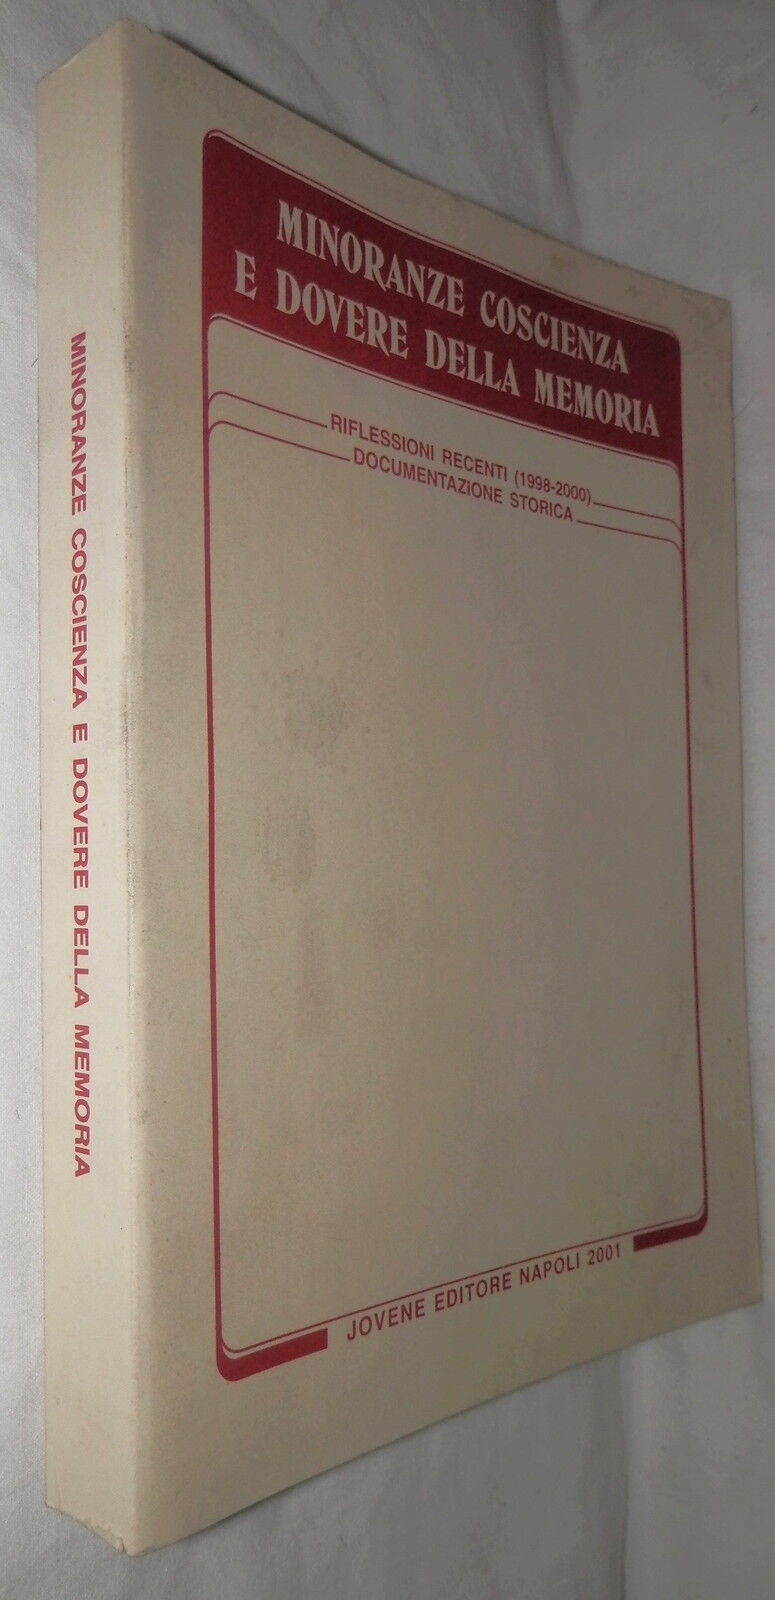 MINORANZE COSCIENZA E DOVERE DELLA MEMORIA
MINORANZE COSCIENZA
E DOVERE DELLA MEMORIA
RIFLESSIONI RECENTI (1998-2000)
DOCUMENTAZIONE STORICA
JOVENE EDITORE NAPOLI 2001